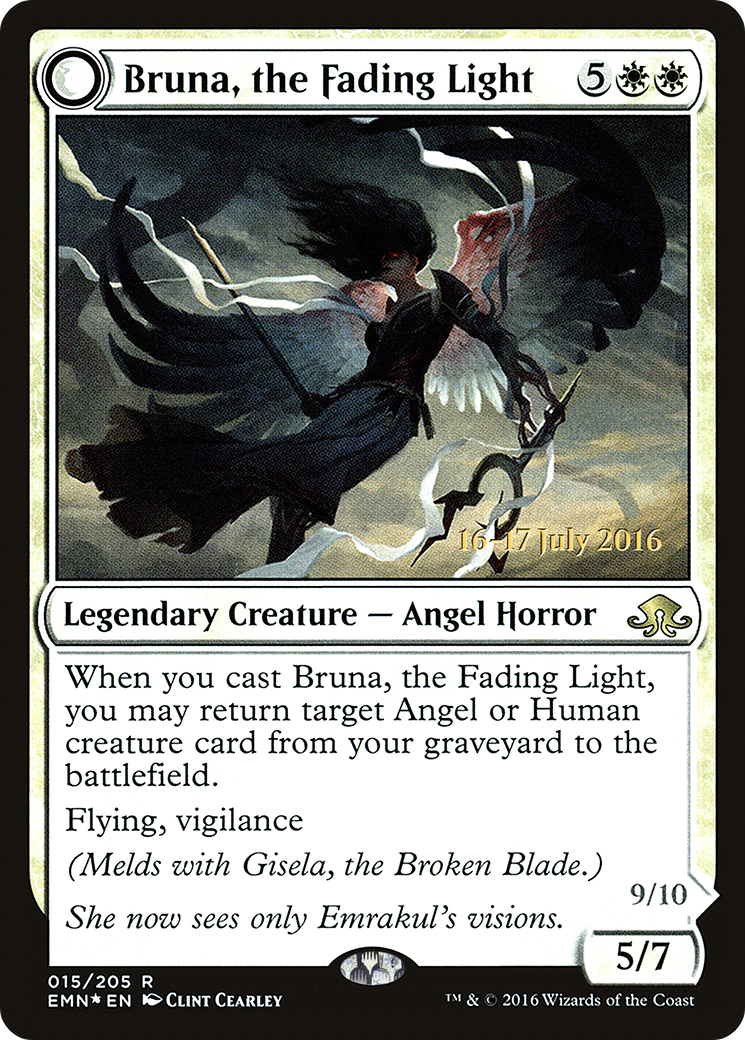 Bruna, the Fading Light 5
16–17 July 2016
Legendary Creature — Angel Horror
When you cast Bruna, the Fading Light,
you may return target Angel or Human
creature card from your graveyard to the
battlefield.
Flying, vigilance
(Melds with Gisela, the Broken Blade.)
9/10
She now sees only Emrakul's visions.
5/7
015/205 R
EMN★EN Clint Cearley
™ & © 2016 Wizards of the Coast